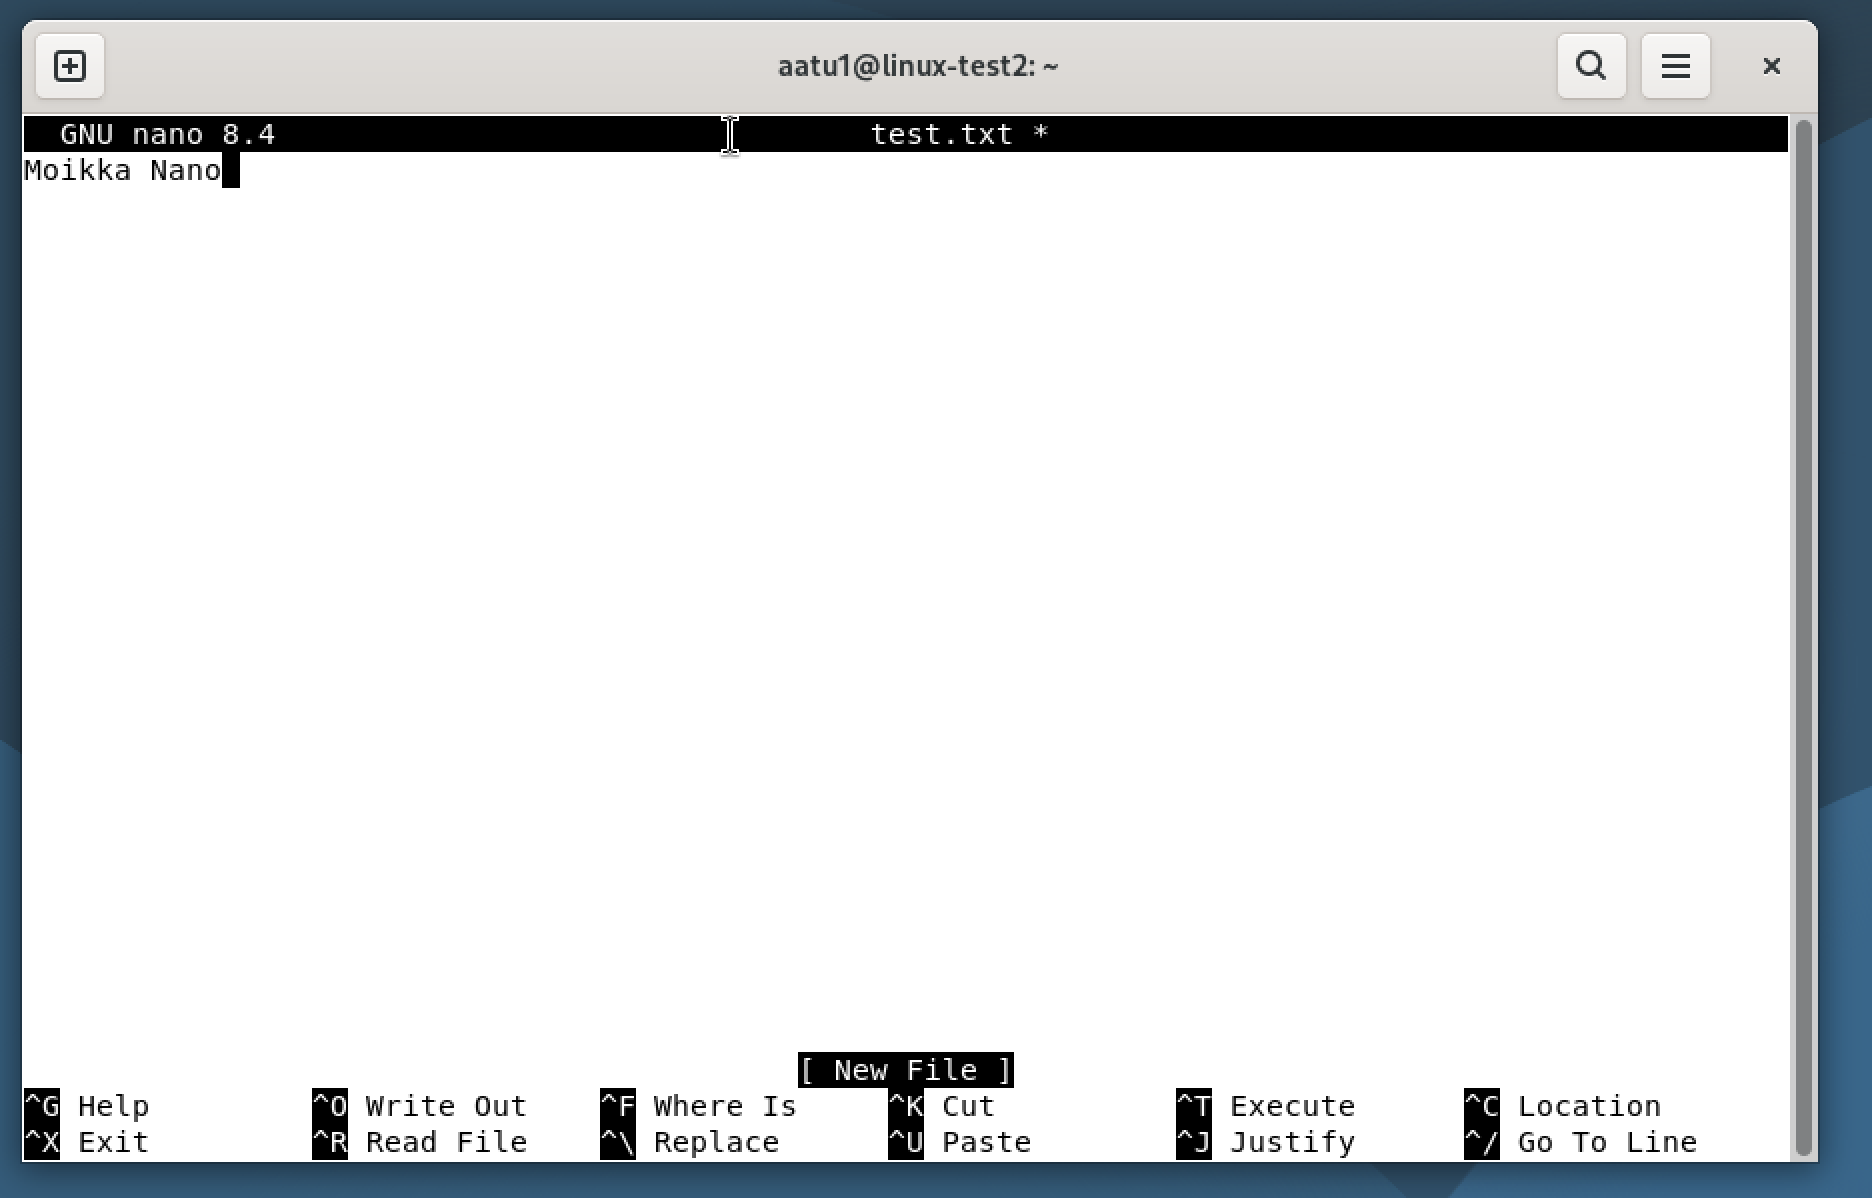 aatu1@linux-test2: ~
GNU nano 8.4 test.txt *
Moikka Nano
[ New File ]
^G Help ^O Write Out ^F Where Is ^K Cut ^T Execute ^C Location
^X Exit ^R Read File ^\ Replace ^U Paste ^J Justify ^/ Go To Line